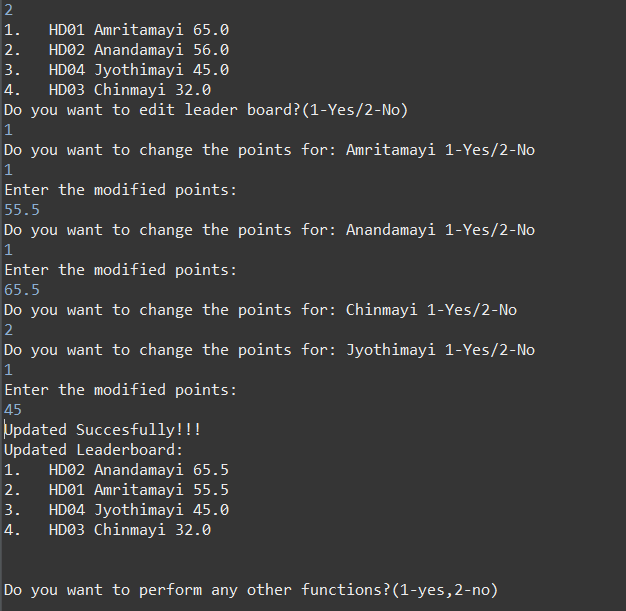 2
1.   HD01 Amritamayi 65.0
2.   HD02 Anandamayi 56.0
3.   HD04 Jyothimayi 45.0
4.   HD03 Chinmayi 32.0
Do you want to edit leader board?(1-Yes/2-No)
1
Do you want to change the points for: Amritamayi 1-Yes/2-No
1
Enter the modified points:
55.5
Do you want to change the points for: Anandamayi 1-Yes/2-No
1
Enter the modified points:
65.5
Do you want to change the points for: Chinmayi 1-Yes/2-No
2
Do you want to change the points for: Jyothimayi 1-Yes/2-No
1
Enter the modified points:
45
Updated Succesfully!!!
Updated Leaderboard:
1.   HD02 Anandamayi 65.5
2.   HD01 Amritamayi 55.5
3.   HD04 Jyothimayi 45.0
4.   HD03 Chinmayi 32.0
Do you want to perform any other functions?(1-yes,2-no)